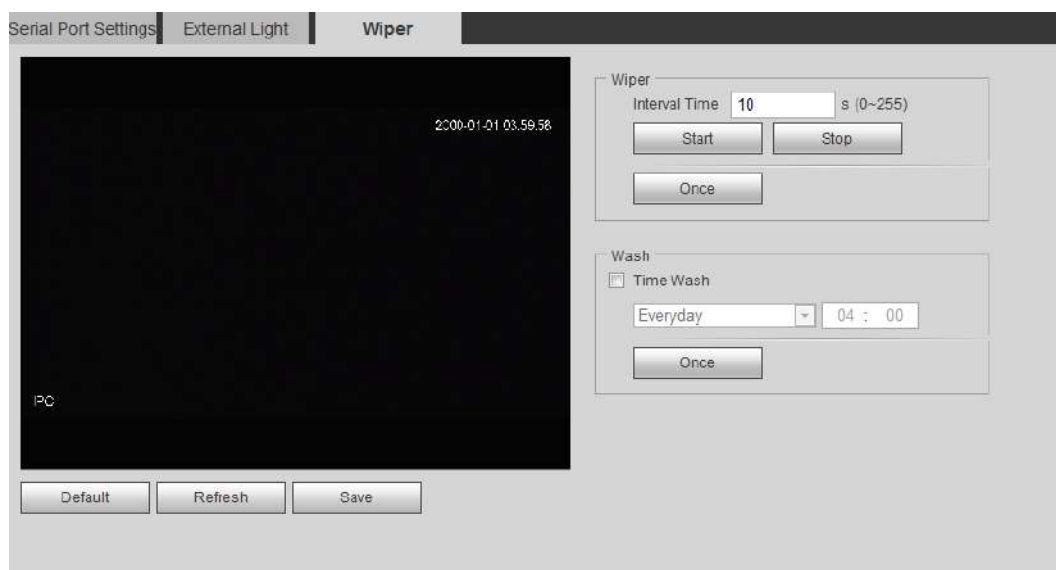 Serial Port Settings External Light Wiper
2000-01-01 03:59:58
IPC
Default Refresh Save
Wiper
Interval Time 10 s (0~255)
Start Stop
Once
Wash
Time Wash
Everyday 04 : 00
Once